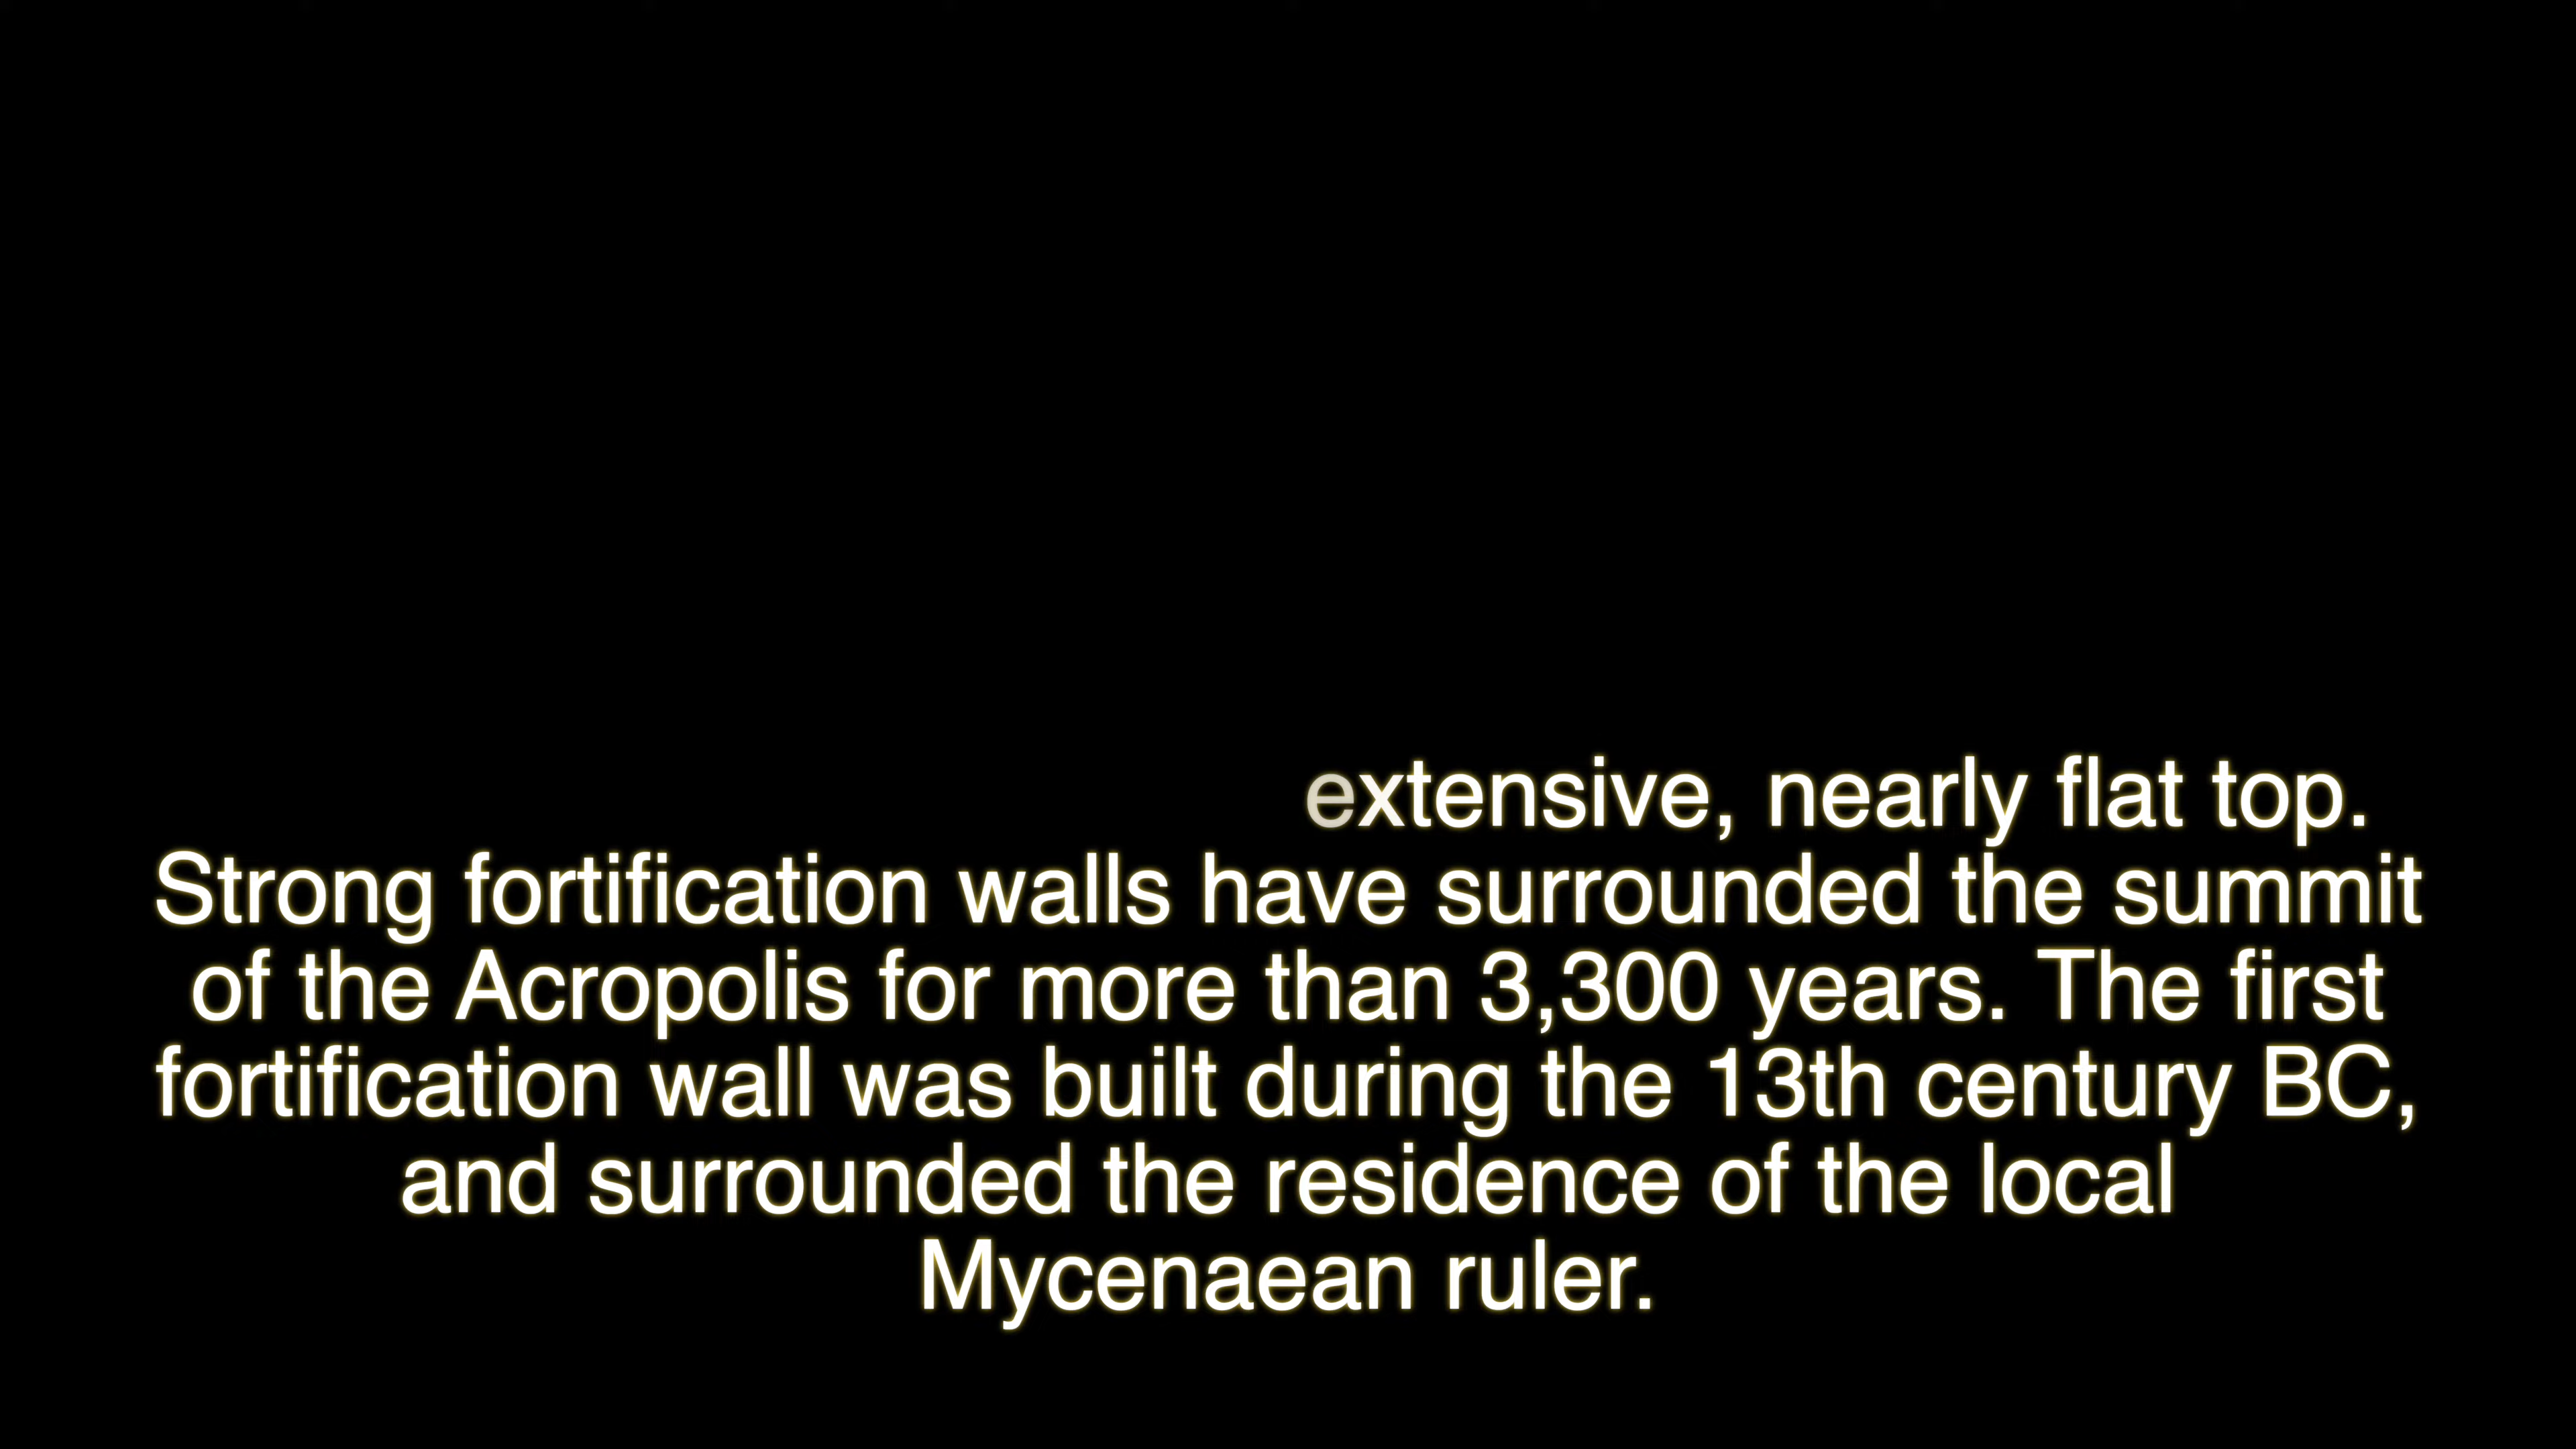 extensive, nearly flat top.
Strong fortification walls have surrounded the summit
of the Acropolis for more than 3,300 years. The first
fortification wall was built during the 13th century BC,
and surrounded the residence of the local
Mycenaean ruler.